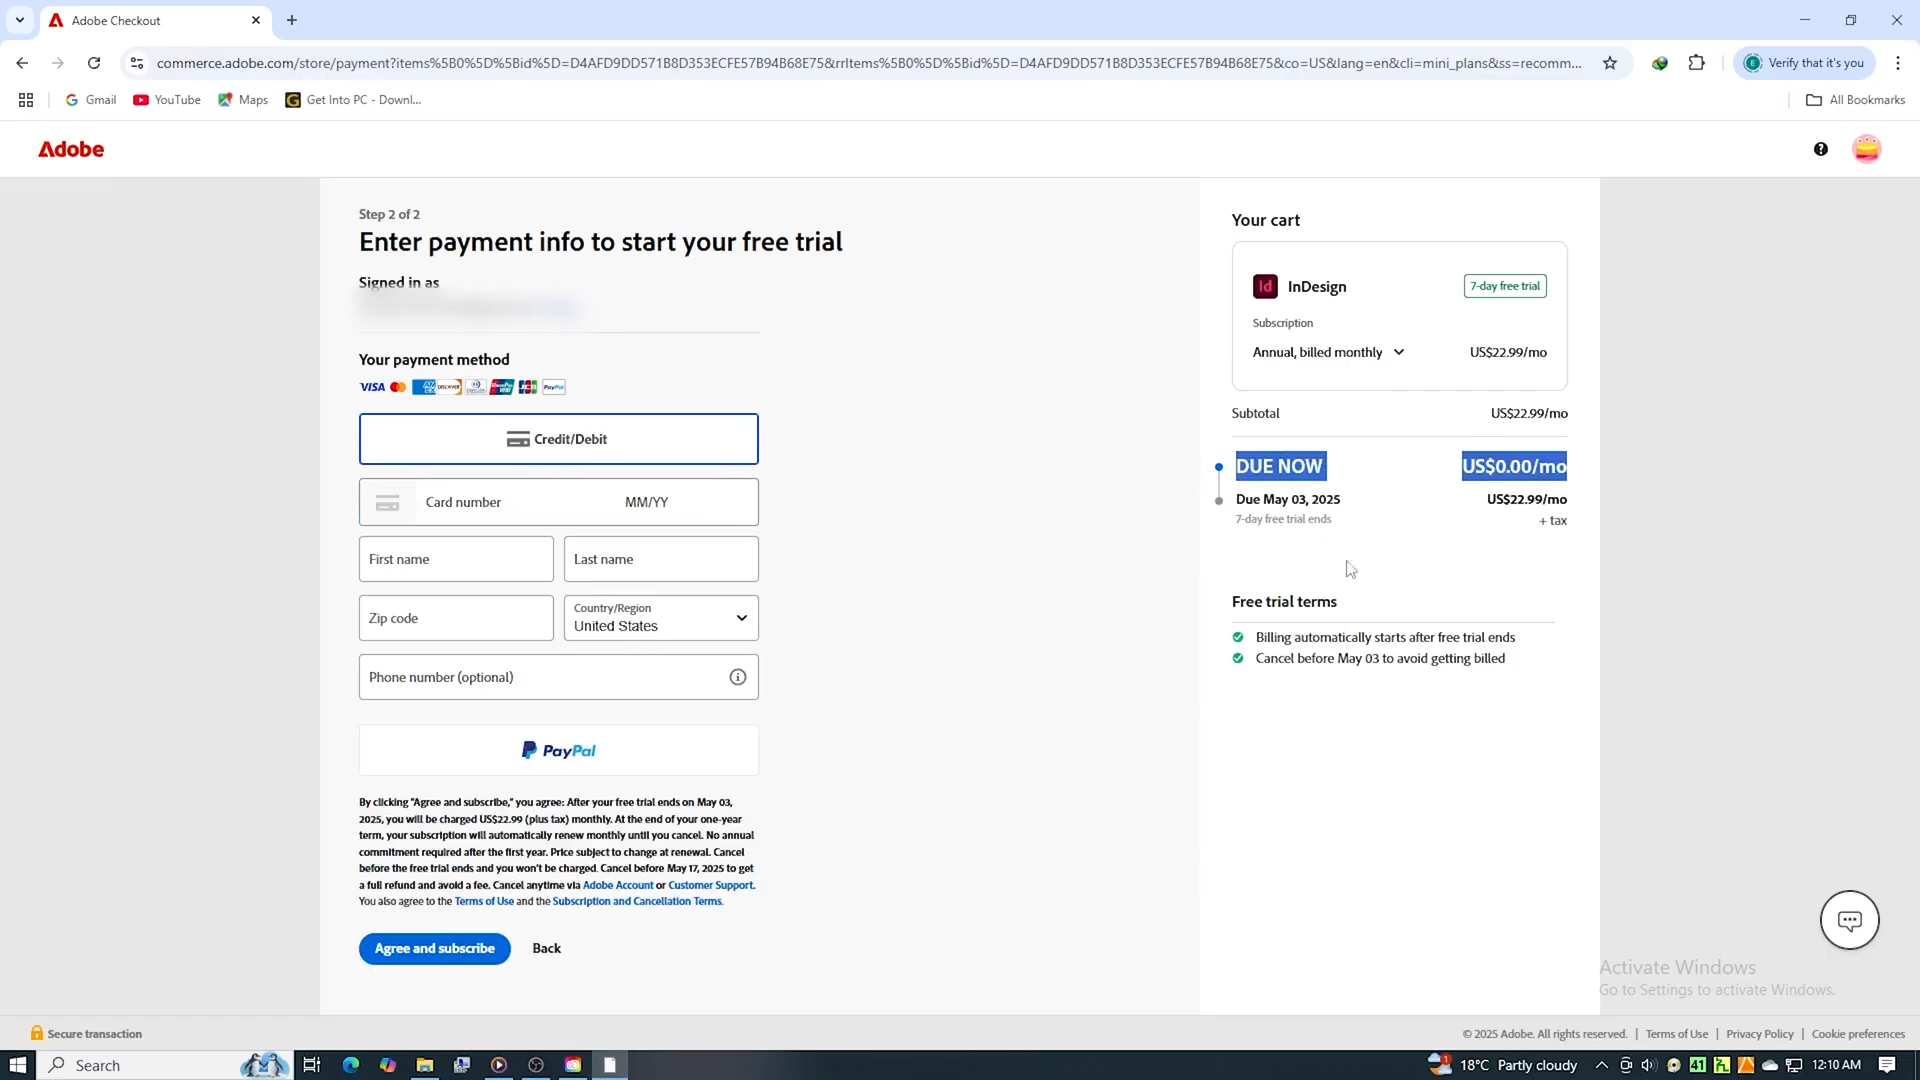 Adobe Checkout
commerce.adobe.com/store/payment?items%5B0%5D%5Bid%5D=D4AFD9DD571B8D353ECFE57B94B68E75&rrItems%5B0%5D%5Bid%5D=D4AFD9DD571B8D353ECFE57B94B68E75&co=US&lang=en&cli=mini_plans&ss=recomm...
Verify that it's you
Gmail
YouTube
Maps
Get Into PC - Downl...
All Bookmarks
Adobe
Step 2 of 2
Enter payment info to start your free trial
Signed in as
Your payment method
VISA
AM EX
DISCOVER
UnionPay
JCB
PayPal
Credit/Debit
Card number MM/YY
First name Last name
Zip code
Country/Region
United States
Phone number (optional)
PayPal
By clicking "Agree and subscribe," you agree: After your free trial ends on May 03,
2025, you will be charged US$22.99 (plus tax) monthly. At the end of your one-year
term, your subscription will automatically renew monthly until you cancel. No annual
commitment required after the first year. Price subject to change at renewal. Cancel
before the free trial ends and you won't be charged. Cancel before May 17, 2025 to get
a full refund and avoid a fee. Cancel anytime via Adobe Account or Customer Support.
You also agree to the Terms of Use and the Subscription and Cancellation Terms.
Agree and subscribe Back
Your cart
Id InDesign 7-day free trial
Subscription
Annual, billed monthly US$22.99/mo
Subtotal US$22.99/mo
DUE NOW US$0.00/mo
Due May 03, 2025 US$22.99/mo
7-day free trial ends + tax
Free trial terms
Billing automatically starts after free trial ends
Cancel before May 03 to avoid getting billed
Activate Windows
Go to Settings to activate Windows.
Secure transaction
© 2025 Adobe. All rights reserved. | Terms of Use | Privacy Policy | Cookie preferences
Search
1
18°C Partly cloudy
41
12:10 AM